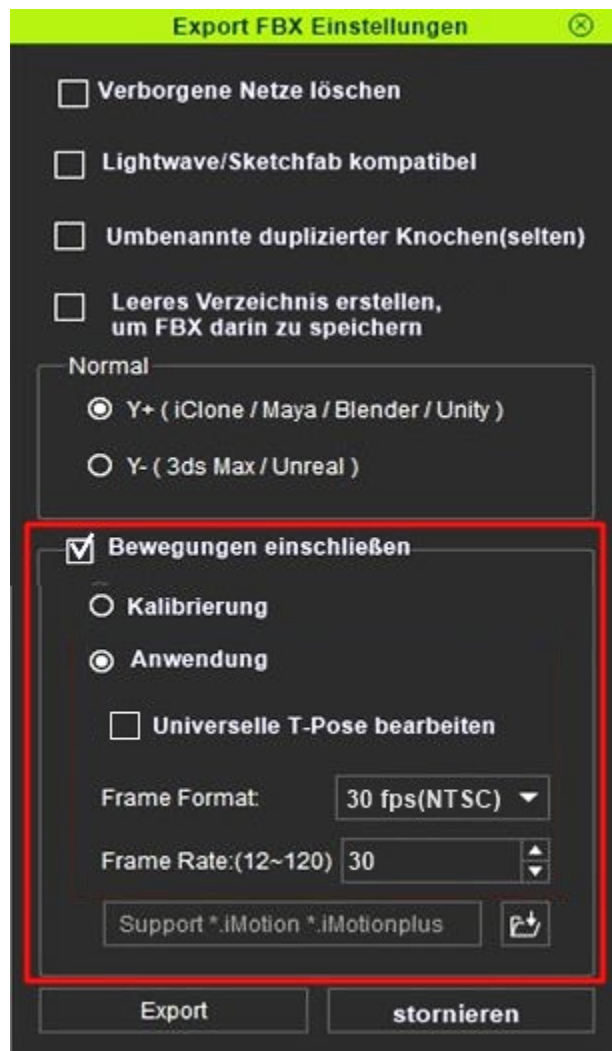 Export FBX Einstellungen
Verborgene Netze löschen
Lightwave/Sketchfab kompatibel
Umbenannte duplizierter Knochen(selten)
Leeres Verzeichnis erstellen,
um FBX darin zu speichern
Normal
Y+ ( iClone / Maya / Blender / Unity )
Y- ( 3ds Max / Unreal )
Bewegungen einschließen
Kalibrierung
Anwendung
Universelle T-Pose bearbeiten
Frame Format: 30 fps(NTSC)
Frame Rate:(12~120) 30
Support *.iMotion *.iMotionplus
Export stornieren